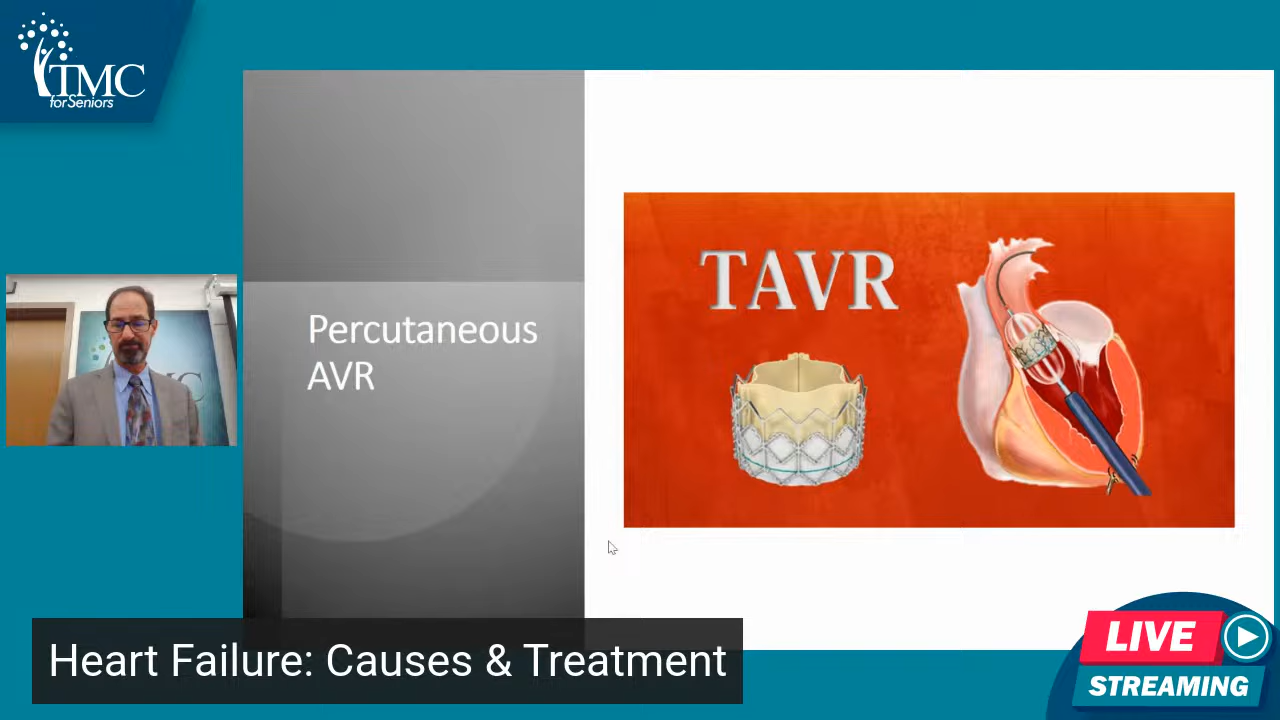 TMC
for Seniors
Percutaneous
AVR
TAVR
Heart Failure: Causes & Treatment
LIVE
STREAMING